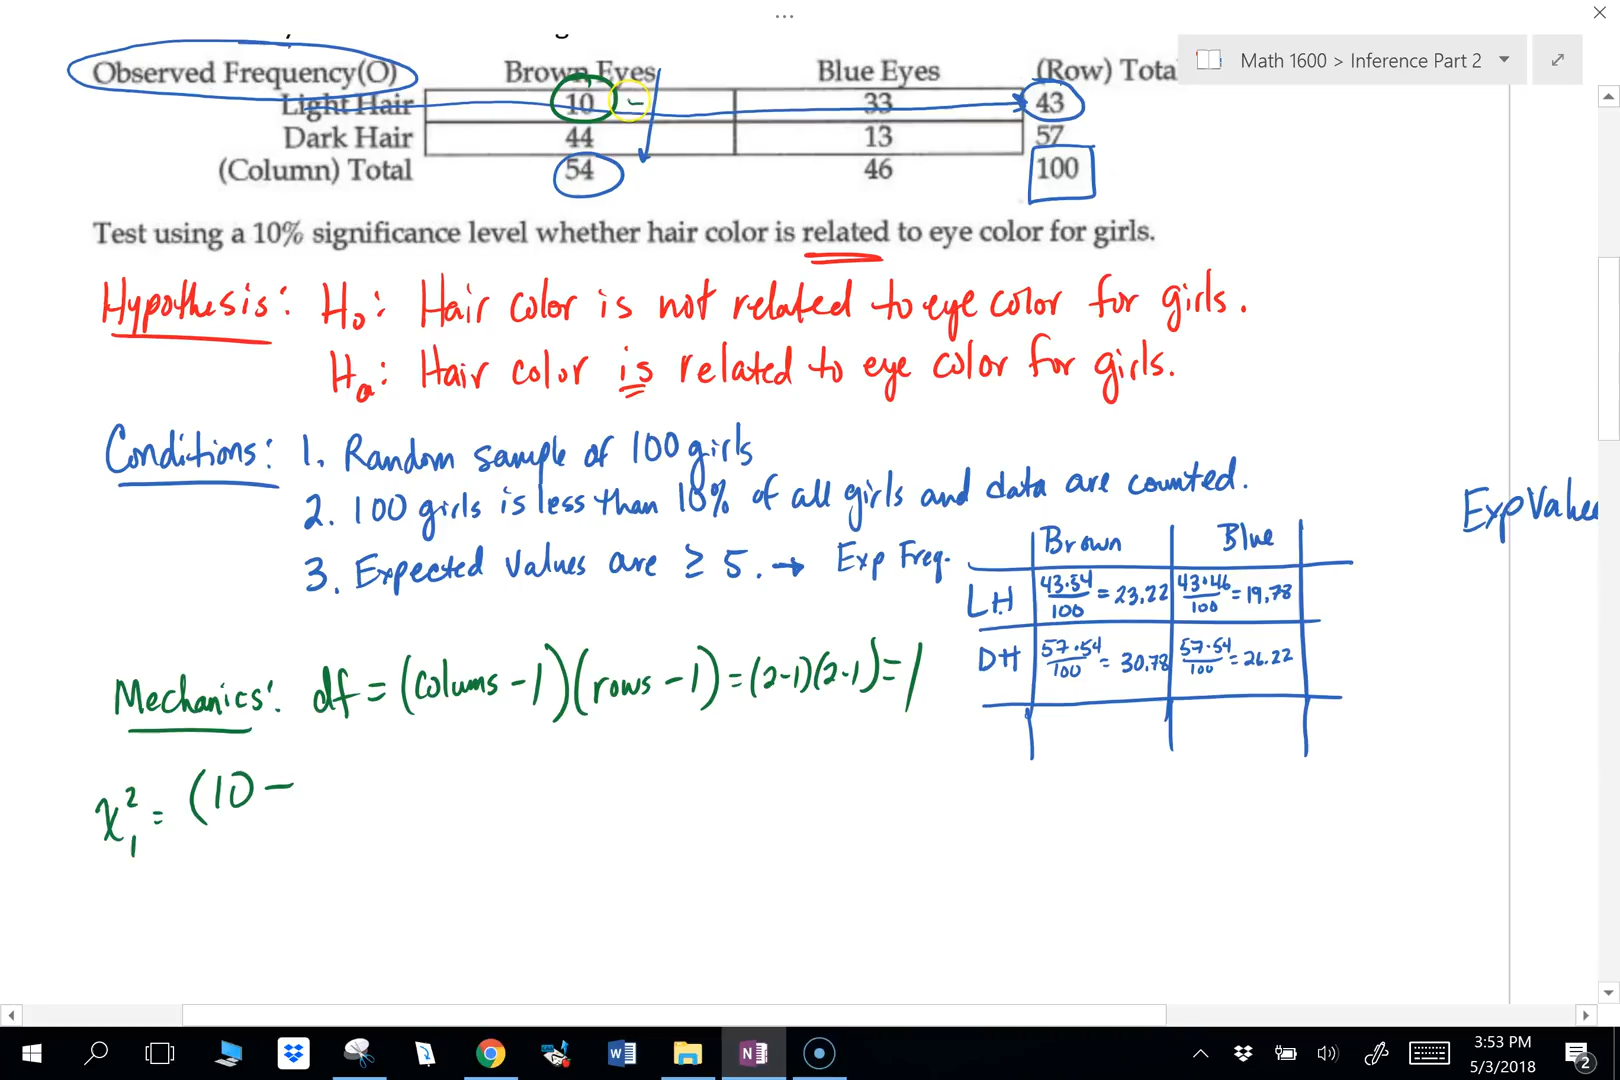 Observed Frequency(O) Brown Eyes Blue Eyes (Row) Tota
Math 1600 > Inference Part 2
Light Hair 10 - 33 43
Dark Hair 44 13 57
(Column) Total 54 46 100
Test using a 10% significance level whether hair color is related to eye color for girls.
Hypothesis: H₀: Hair color is not related to eye color for girls.
Hₐ: Hair color is related to eye color for girls.
Conditions: 1. Random sample of 100 girls
2. 100 girls is less than 10% of all girls and data are counted.
ExpValue
3. Expected values are ≥ 5. → Exp Freq.
Brown Blue
LH 43·54/100 = 23.22 43·46/100 = 19.78
DH 57·54/100 = 30.78 57·54/100 = 26.22
Mechanics: df = (colums - 1)(rows - 1) = (2-1)(2-1) = 1
χ²₁ = (10 -
3:53 PM
5/3/2018
2